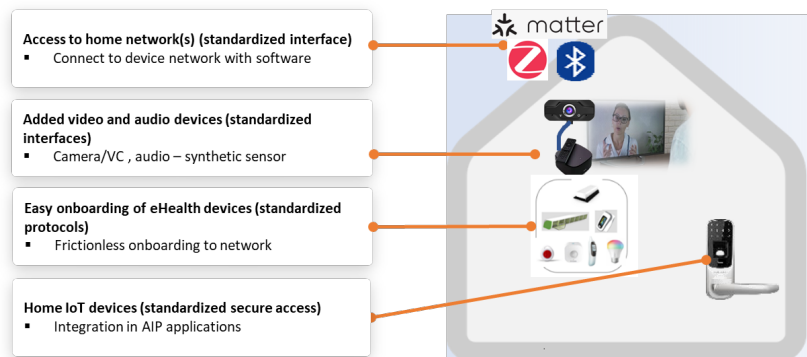 Access to home network(s) (standardized interface)
▪ Connect to device network with software
Added video and audio devices (standardized
interfaces)
▪ Camera/VC , audio – synthetic sensor
Easy onboarding of eHealth devices (standardized
protocols)
▪ Frictionless onboarding to network
Home IoT devices (standardized secure access)
▪ Integration in AIP applications
matter